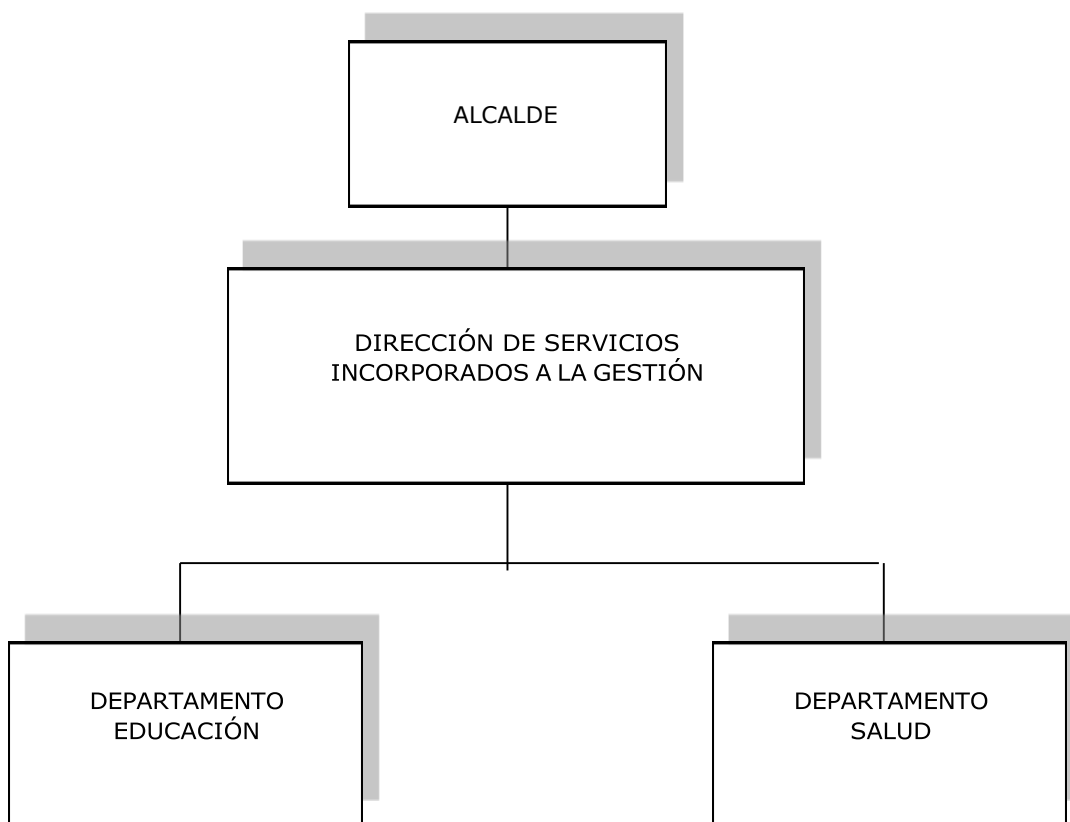 ALCALDE
DIRECCIÓN DE SERVICIOS
INCORPORADOS A LA GESTIÓN
DEPARTAMENTO
EDUCACIÓN
DEPARTAMENTO
SALUD